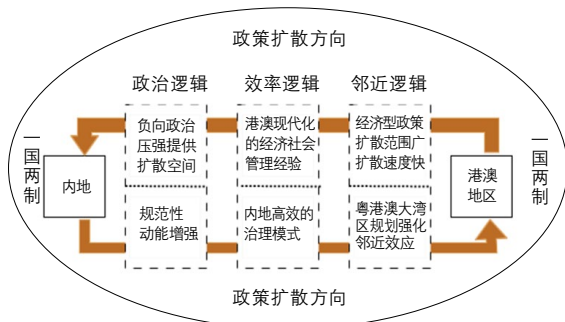 政策扩散方向
政治逻辑
效率逻辑
邻近逻辑
一国两制
内地
负向政治
压强提供
扩散空间
港澳现代化
的经济社会
管理经验
经济型政策
扩散范围广
扩散速度快
港澳
地区
一国两制
规范性
动能增强
内地高效的
治理模式
粤港澳大湾
区规划强化
邻近效应
政策扩散方向